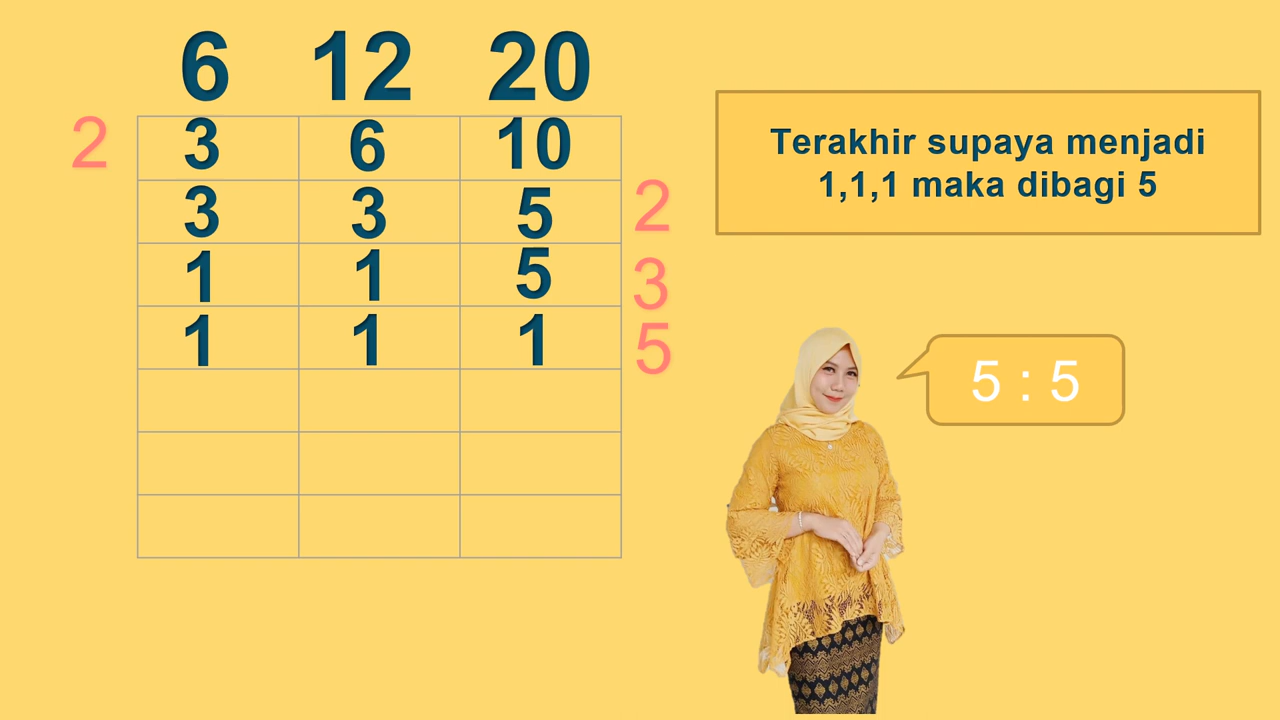 6 12 20
2 3 6 10
3 3 5 2
1 1 5 3
1 1 1 5
Terakhir supaya menjadi
1,1,1 maka dibagi 5
5 : 5